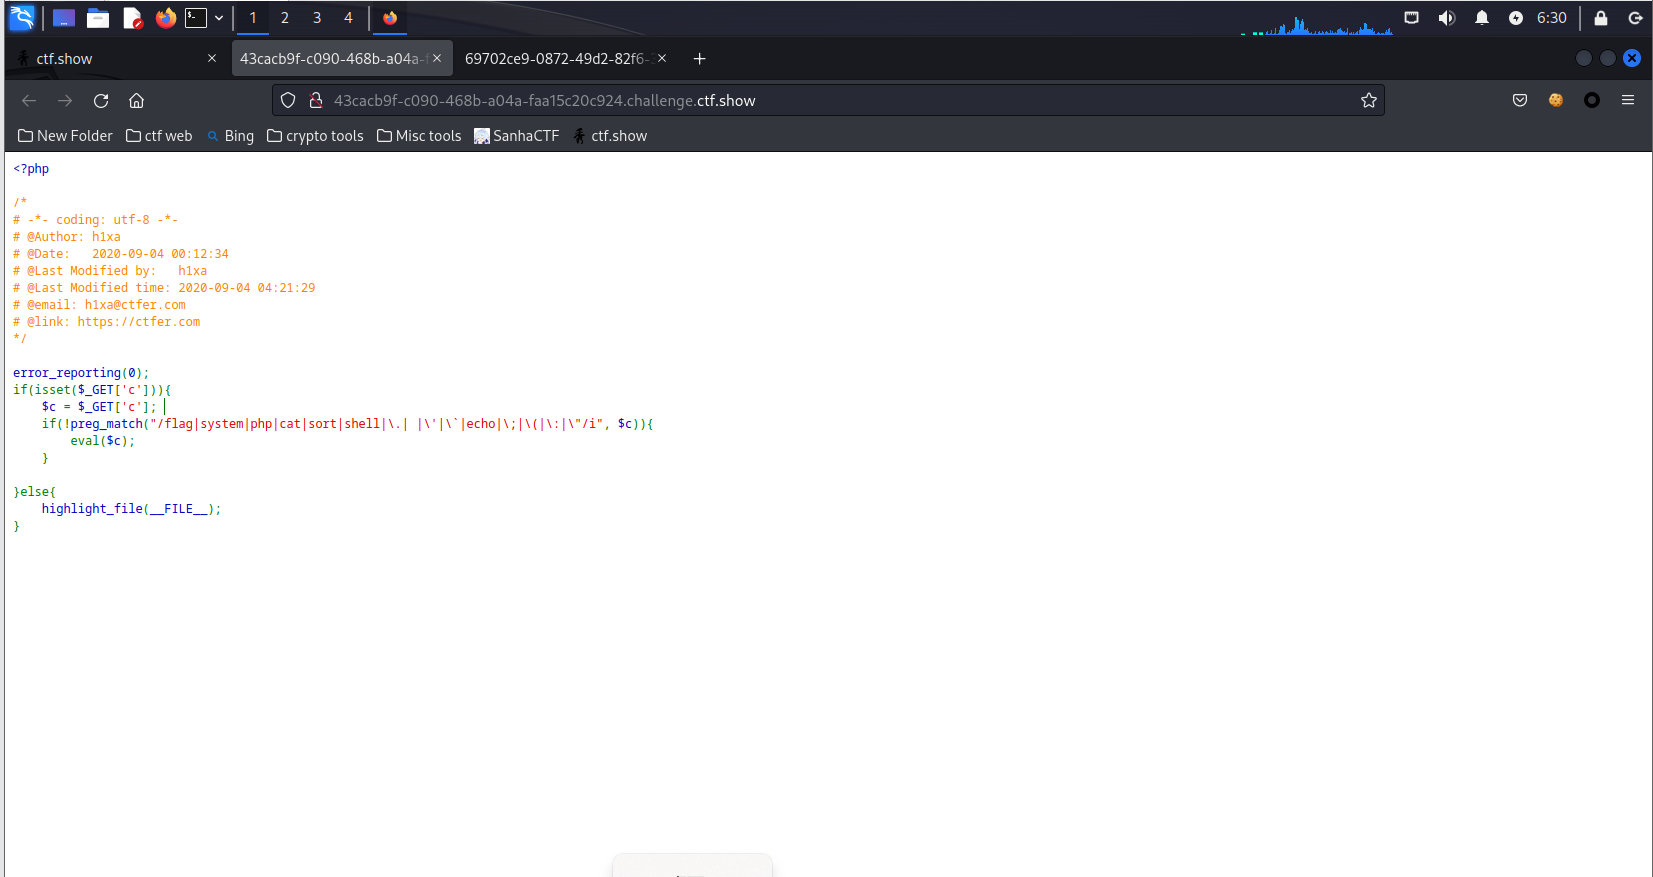 1 2 3 4 6:30
ctf.show 43cacb9f-c090-468b-a04a-f 69702ce9-0872-49d2-82f6-
43cacb9f-c090-468b-a04a-faa15c20c924.challenge.ctf.show
New Folder ctf web Bing crypto tools Misc tools SanhaCTF ctf.show
<?php
/*
# -*- coding: utf-8 -*-
# @Author: h1xa
# @Date:   2020-09-04 00:12:34
# @Last Modified by:   h1xa
# @Last Modified time: 2020-09-04 04:21:29
# @email: h1xa@ctfer.com
# @link: https://ctfer.com
*/
error_reporting(0);
if(isset($_GET['c'])){
    $c = $_GET['c'];
    if(!preg_match("/flag|system|php|cat|sort|shell|\.| |\'|\`|echo|\;|\(|\:|\"/i", $c)){
        eval($c);
    }
}else{
    highlight_file(__FILE__);
}